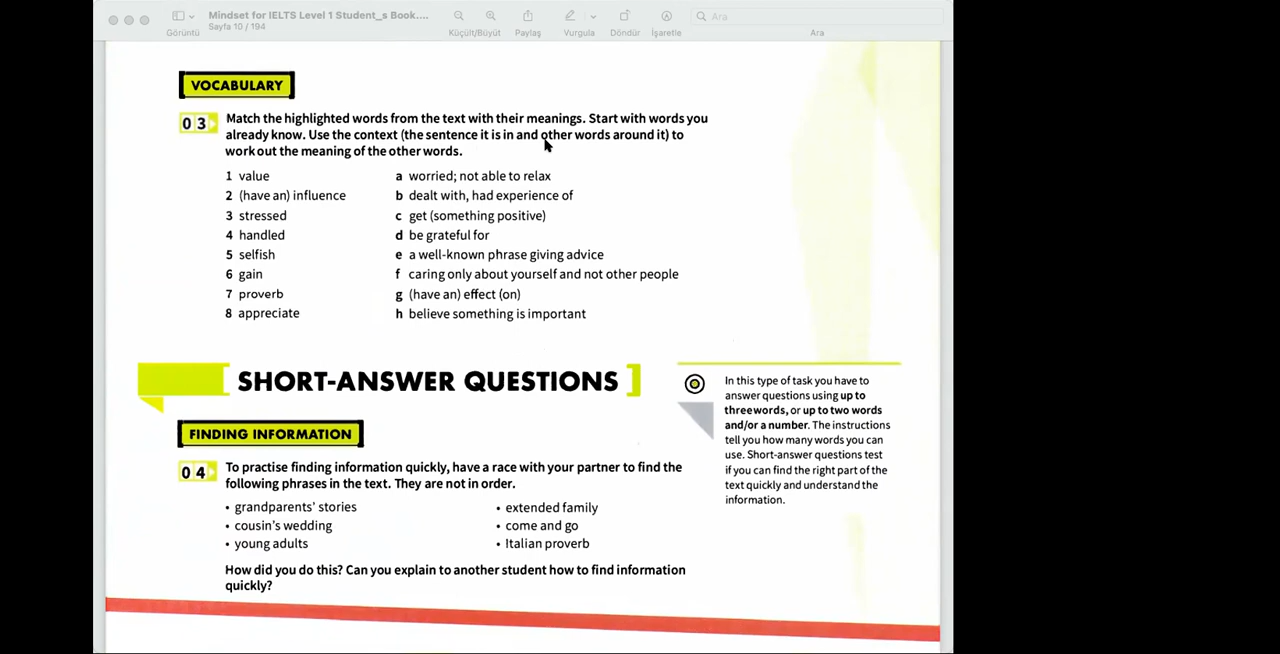 Mindset for IELTS Level 1 Student_s Book....
Sayfa 10 / 194
Görüntü
Küçült/Büyüt
Paylaş
Vurgula
Döndür
İşaretle
Ara
Ara
VOCABULARY
03 Match the highlighted words from the text with their meanings. Start with words you
already know. Use the context (the sentence it is in and other words around it) to
work out the meaning of the other words.
1 value
2 (have an) influence
3 stressed
4 handled
5 selfish
6 gain
7 proverb
8 appreciate
a worried; not able to relax
b dealt with, had experience of
c get (something positive)
d be grateful for
e a well-known phrase giving advice
f caring only about yourself and not other people
g (have an) effect (on)
h believe something is important
SHORT-ANSWER QUESTIONS
In this type of task you have to
answer questions using up to
threewords, or up to two words
and/or a number. The instructions
tell you how many words you can
use. Short-answer questions test
if you can find the right part of the
text quickly and understand the
information.
FINDING INFORMATION
04 To practise finding information quickly, have a race with your partner to find the
following phrases in the text. They are not in order.
• grandparents' stories
• cousin's wedding
• young adults
• extended family
• come and go
• Italian proverb
How did you do this? Can you explain to another student how to find information
quickly?